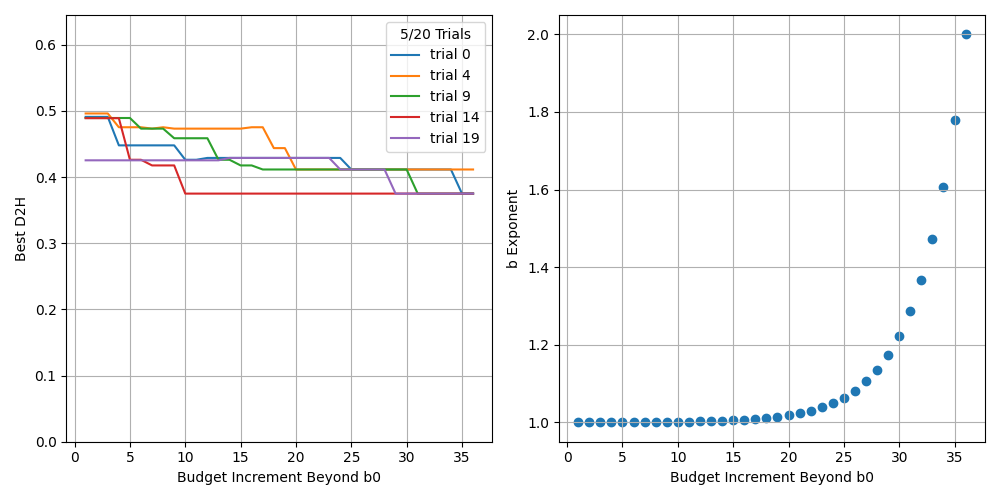 5/20 Trials
trial 0
trial 4
trial 9
trial 14
trial 19
0.6
0.5
0.4
0.3
0.2
0.1
0.0
Best D2H
0 5 10 15 20 25 30 35
Budget Increment Beyond b0
2.0
1.8
1.6
1.4
1.2
1.0
b Exponent
0 5 10 15 20 25 30 35
Budget Increment Beyond b0